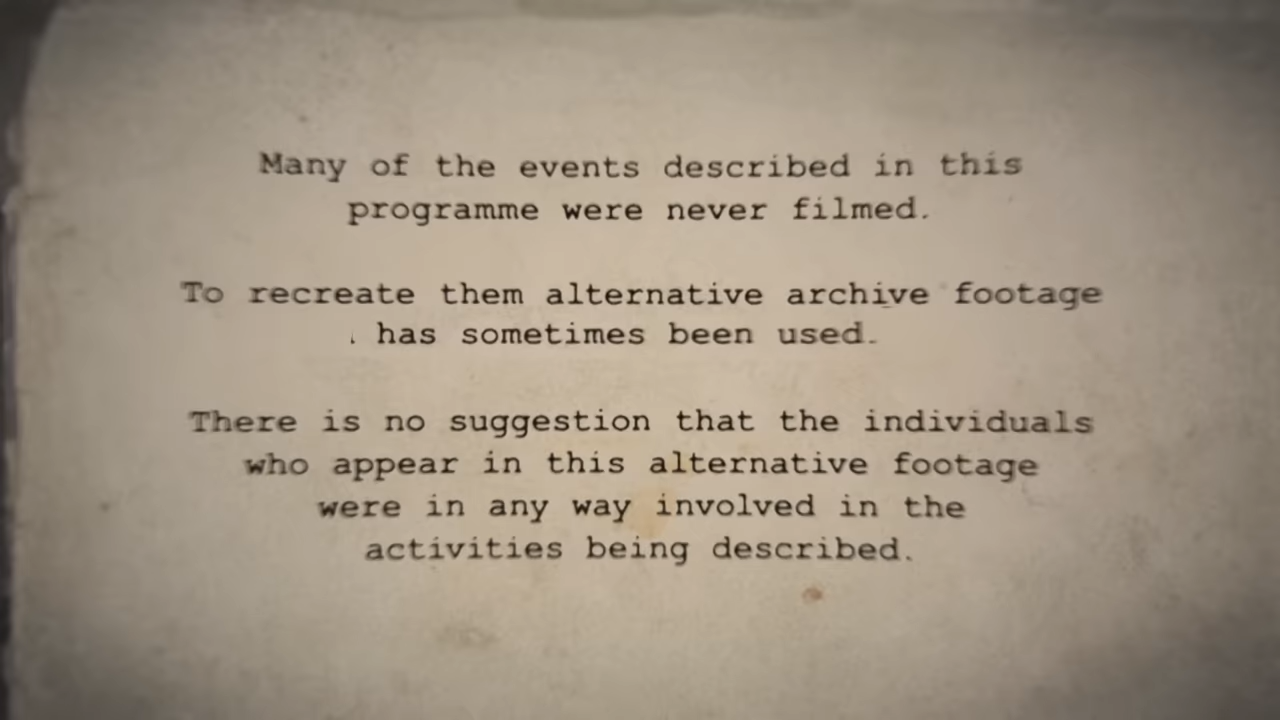 Many of the events described in this
programme were never filmed.
To recreate them alternative archive footage
has sometimes been used.
There is no suggestion that the individuals
who appear in this alternative footage
were in any way involved in the
activities being described.